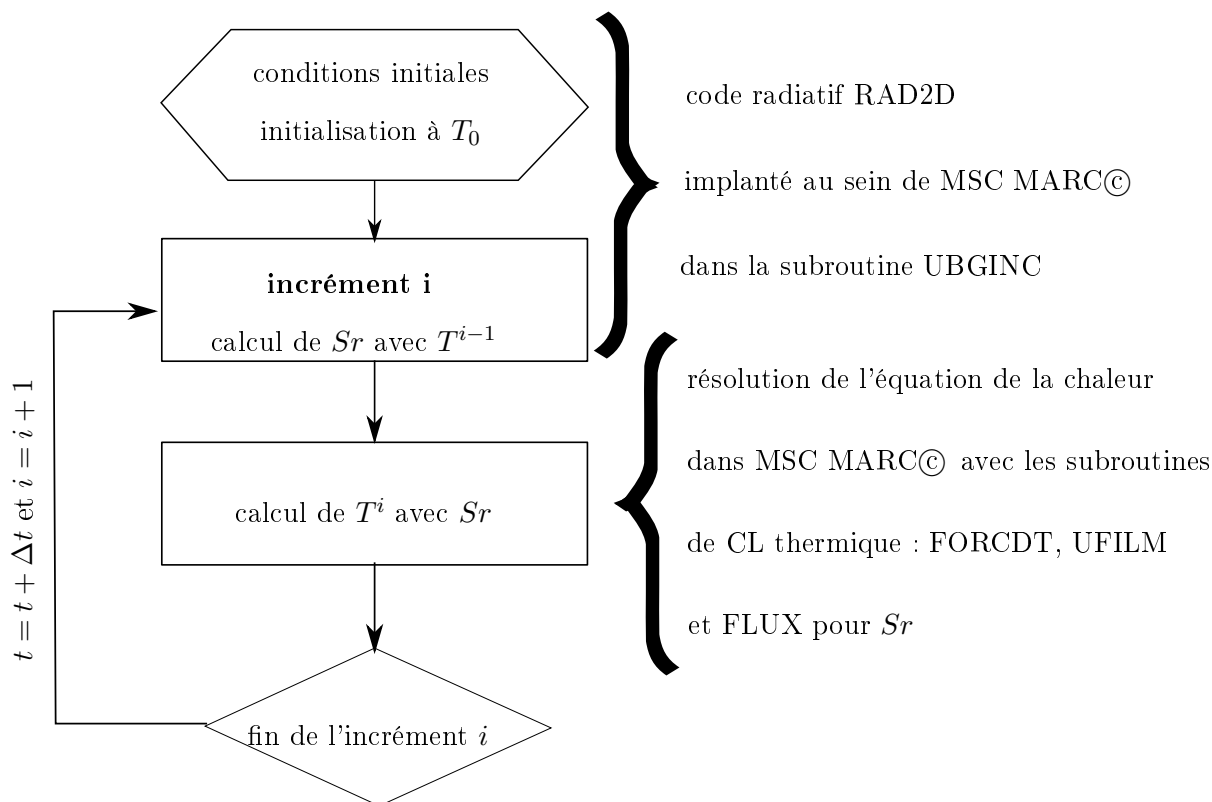 conditions initiales
initialisation à $T_0$
incrément i
calcul de $Sr$ avec $T^{i-1}$
calcul de $T^i$ avec $Sr$
fin de l'incrément $i$
$t = t + \Delta t$ et $i = i + 1$
code radiatif RAD2D
implanté au sein de MSC MARC©
dans la subroutine UBGINC
résolution de l'équation de la chaleur
dans MSC MARC© avec les subroutines
de CL thermique : FORCDT, UFILM
et FLUX pour $Sr$